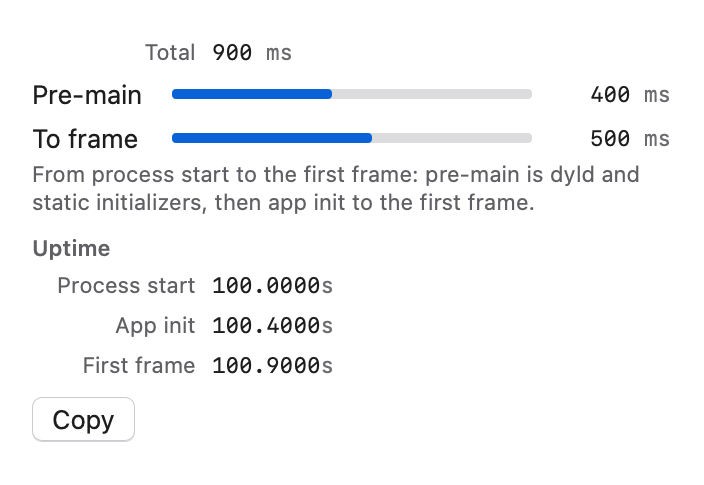 Total 900 ms
Pre-main 400 ms
To frame 500 ms
From process start to the first frame: pre-main is dyld and
static initializers, then app init to the first frame.
Uptime
Process start 100.0000s
App init 100.4000s
First frame 100.9000s
Copy